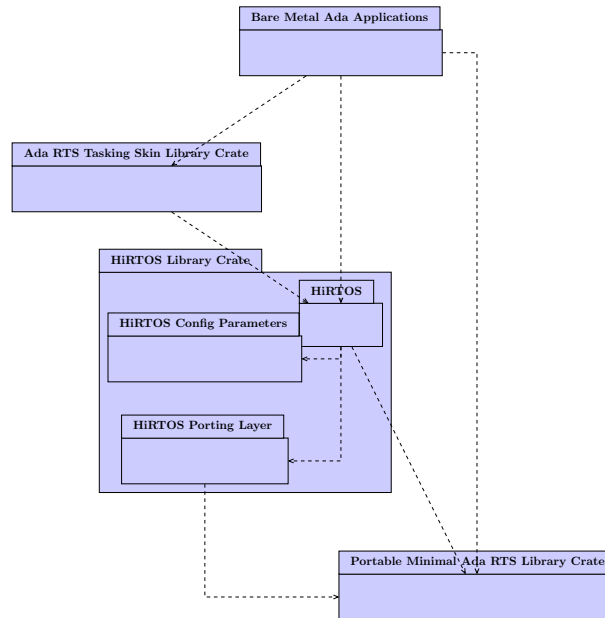 Bare Metal Ada Applications
Ada RTS Tasking Skin Library Crate
HiRTOS Library Crate
HiRTOS
HiRTOS Config Parameters
HiRTOS Porting Layer
Portable Minimal Ada RTS Library Crate